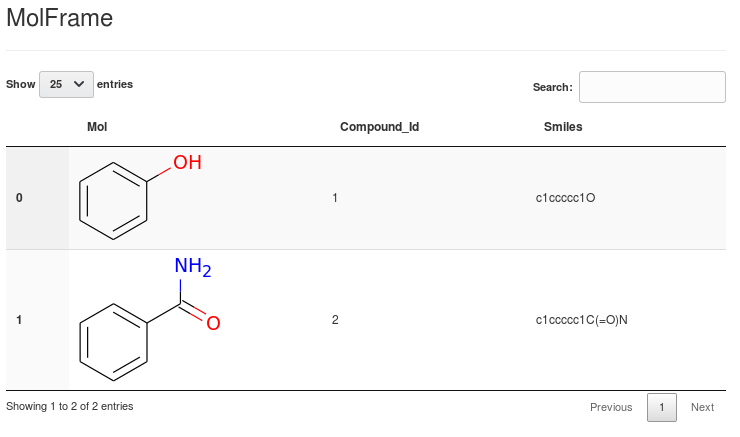 MolFrame
Show 25 entries
Search:
Mol Compound_Id Smiles
OH
0 1 c1ccccc1O
NH2
O
1 2 c1ccccc1C(=O)N
Showing 1 to 2 of 2 entries
Previous 1 Next